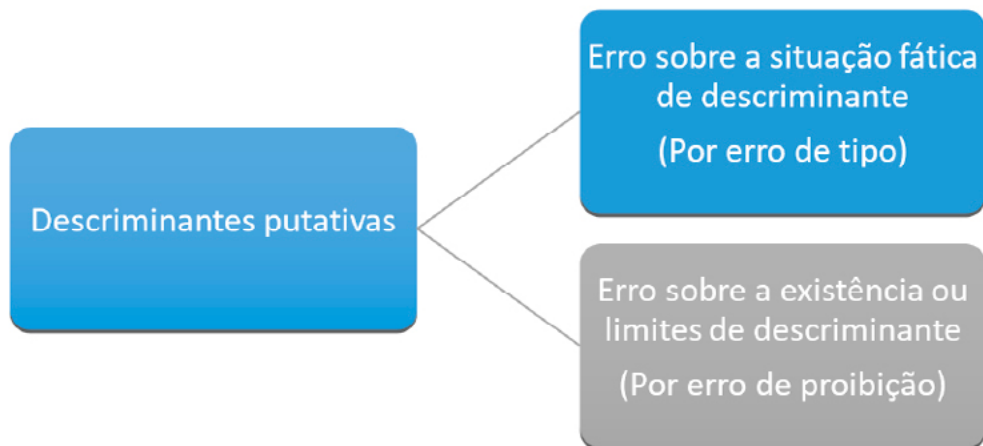 Descriminantes putativas
Erro sobre a situação fática
de descriminante
(Por erro de tipo)
Erro sobre a existência ou
limites de descriminante
(Por erro de proibição)